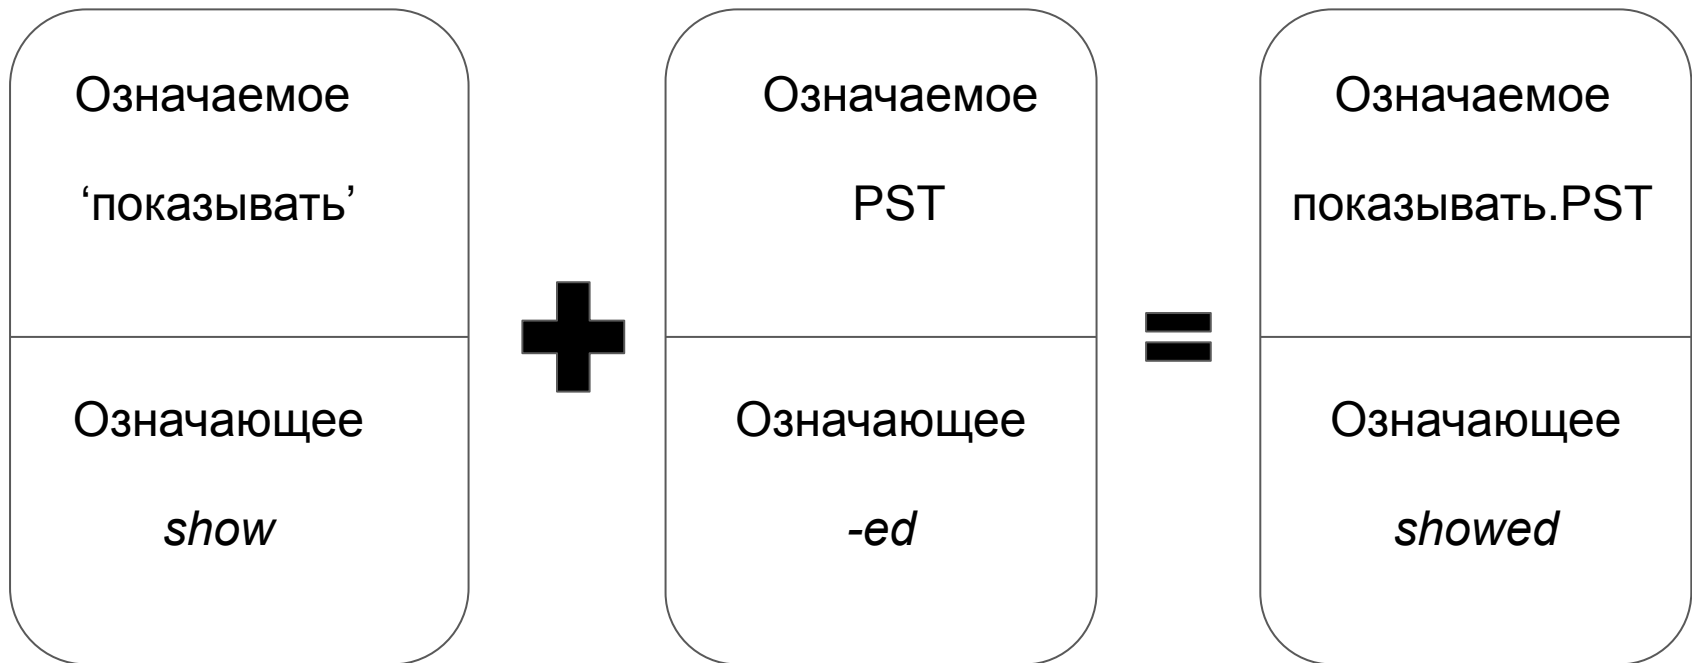 Означаемое
‘показывать’
Означающее
show
Означаемое
PST
Означающее
-ed
Означаемое
показывать.PST
Означающее
showed